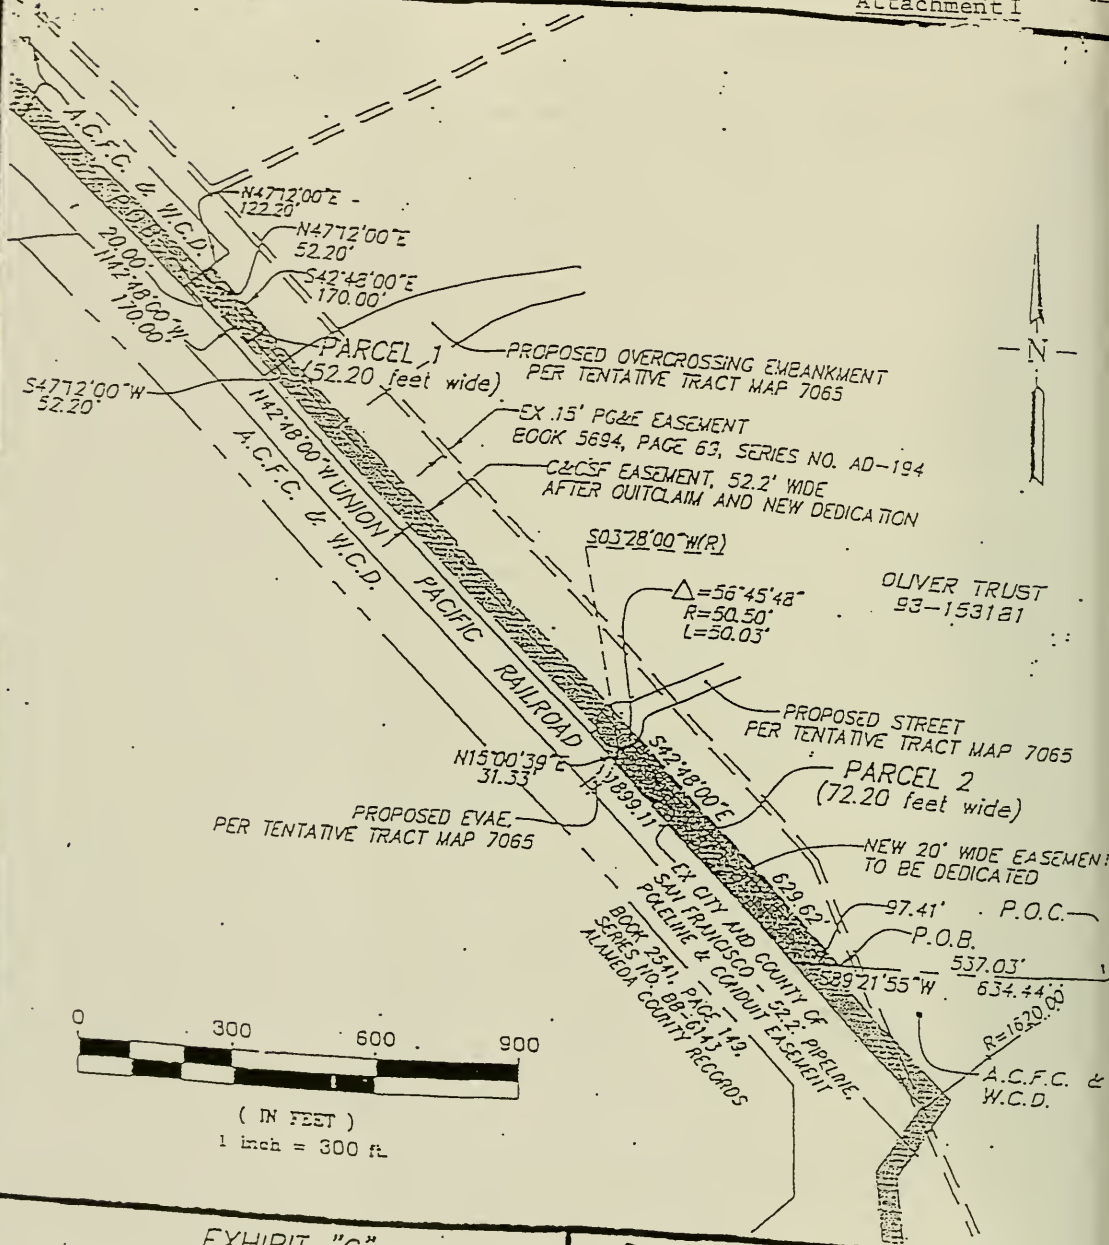 Attachment I
A.C.F.C. & W.C.D.
P.O.B.
N47°12'00"E -
122.20'
N47°12'00"E
52.20'
S42°48'00"E
170.00'
20.00'
N42°48'00"W
170.00'
PARCEL 1
(52.20 feet wide)
S47°12'00"W
52.20'
PROPOSED OVERCROSSING EMBANKMENT
PER TENTATIVE TRACT MAP 7065
EX .15' PG&E EASEMENT
BOOK 5694, PAGE 63, SERIES NO. AD-194
C&CSF EASEMENT, 52.2' WIDE
AFTER QUITCLAIM AND NEW DEDICATION
N42°48'00"W
UNION PACIFIC RAILROAD
A.C.F.C. & W.C.D.
N
S03°28'00"W(R)
Δ=56°45'48"
R=50.50'
L=50.03'
OLIVER TRUST
93-153181
PROPOSED STREET
PER TENTATIVE TRACT MAP 7065
N15°00'39"E
31.33'
S42°48'00"E
PARCEL 2
(72.20 feet wide)
899.11'
PROPOSED EVAE,
PER TENTATIVE TRACT MAP 7065
NEW 20' WIDE EASEMEN
TO BE DEDICATED
629.62'
97.41'
P.O.C.
P.O.B.
537.03'
S89°21'55"W
634.44'
R=1620.00
A.C.F.C. &
W.C.D.
EX CITY AND COUNTY OF
SAN FRANCISCO - 52.2' PIPELINE,
POLELINE & CONDUIT EASEMENT
BOOK 2541, PAGE 149,
SERIES NO. BB-6143
ALAMEDA COUNTY RECORDS
0 300 600 900
( IN FEET )
1 inch = 300 ft.
EXHIBIT "C"